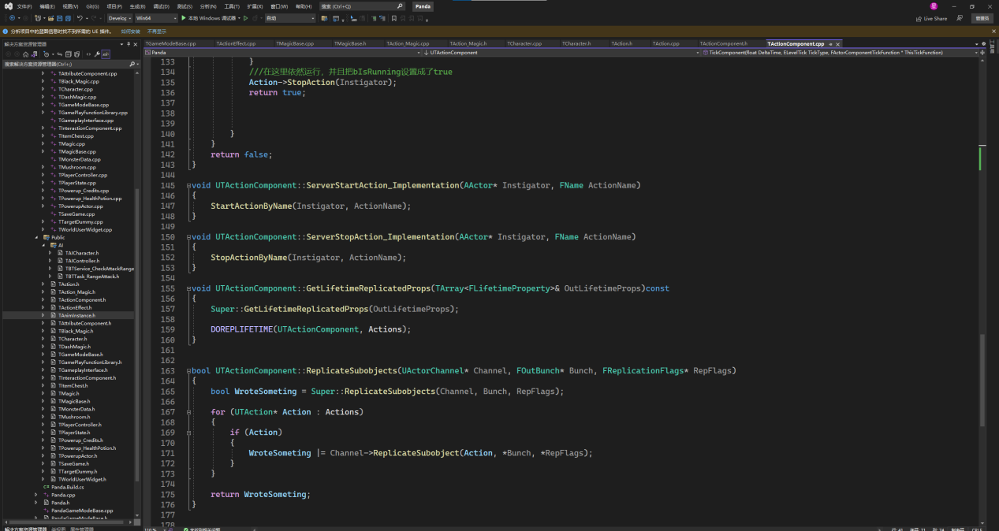 文件(F) 编辑(E) 视图(V) Git(G) 项目(P) 生成(B) 调试(D) 测试(S) 分析(N) 工具(T) 扩展(X) 窗口(W) 帮助(H) 搜索 (Ctrl+Q) Panda
Develop Win64 本地 Windows 调试器 自动 Live Share 管理员
分析项目中的蓝图信息时找不到所需的 UE 插件。 如何安装 不再显示
解决方案资源管理器
TGameModeBase.cpp TActionEffect.cpp TMagicBase.cpp TMagicBase.h TAction_Magic.cpp TAction_Magic.h TCharacter.cpp TCharacter.h TAction.h TAction.cpp TActionComponent.h TActionComponent.cpp
Panda UTActionComponent TickComponent(float DeltaTime, ELevelTick TickType, FActorComponentTickFunction * ThisTickFunction)
搜索解决方案资源管理器(Ctrl+;)
TAttributeComponent.cpp
TBlack_Magic.cpp
TCharacter.cpp
TDashMagic.cpp
TGameModeBase.cpp
TGamePlayFunctionLibrary.cpp
TGameplayInterface.cpp
TInteractionComponent.cpp
TItemChest.cpp
TMagic.cpp
TMagicBase.cpp
TMonsterData.cpp
TMushroom.cpp
TPlayerController.cpp
TPlayerState.cpp
TPowerup_Credits.cpp
TPowerup_HealthPotion.cpp
TPowerupActor.cpp
TSaveGame.cpp
TTargetDummy.cpp
TWorldUserWidget.cpp
Public
AI
TAICharacter.h
TAIController.h
TBTService_CheckAttackRange
TBTTask_RangeAttack.h
TAction.h
TAction_Magic.h
TActionComponent.h
TActionEffect.h
TAnimInstance.h
TAttributeComponent.h
TBlack_Magic.h
TCharacter.h
TDashMagic.h
TGameModeBase.h
TGamePlayFunctionLibrary.h
TGameplayInterface.h
TInteractionComponent.h
TItemChest.h
TMagic.h
TMagicBase.h
TMonsterData.h
TMushroom.h
TPlayerController.h
TPlayerState.h
TPowerup_Credits.h
TPowerup_HealthPotion.h
TPowerupActor.h
TSaveGame.h
TTargetDummy.h
TWorldUserWidget.h
Panda.Build.cs
Panda.cpp
Panda.h
PandaGameModeBase.cpp
PandaGameModeBase.h
133 }
134 ///在这里依然运行，并且把bIsRunning设置成了true
135 Action->StopAction(Instigator);
136 return true;
137
138
139
140 }
141 }
142 return false;
143 }
144
145 void UTActionComponent::ServerStartAction_Implementation(AActor* Instigator, FName ActionName)
146 {
147 StartActionByName(Instigator, ActionName);
148 }
149
150 void UTActionComponent::ServerStopAction_Implementation(AActor* Instigator, FName ActionName)
151 {
152 StopActionByName(Instigator, ActionName);
153 }
154
155 void UTActionComponent::GetLifetimeReplicatedProps(TArray<FLifetimeProperty>& OutLifetimeProps)const
156 {
157 Super::GetLifetimeReplicatedProps(OutLifetimeProps);
158
159 DOREPLIFETIME(UTActionComponent, Actions);
160 }
161
162
163 bool UTActionComponent::ReplicateSubobjects(UActorChannel* Channel, FOutBunch* Bunch, FReplicationFlags* RepFlags)
164 {
165 bool WroteSometing = Super::ReplicateSubobjects(Channel, Bunch, RepFlags);
166
167 for (UTAction* Action : Actions)
168 {
169 if (Action)
170 {
171 WroteSometing |= Channel->ReplicateSubobject(Action, *Bunch, *RepFlags);
172 }
173 }
174
175 return WroteSometing;
176 }
177
178
解决方案资源管理器 类视图 属性管理器
110 % 未找到相关问题 行: 41 字符: 71 列: 74 制表符 CRLF